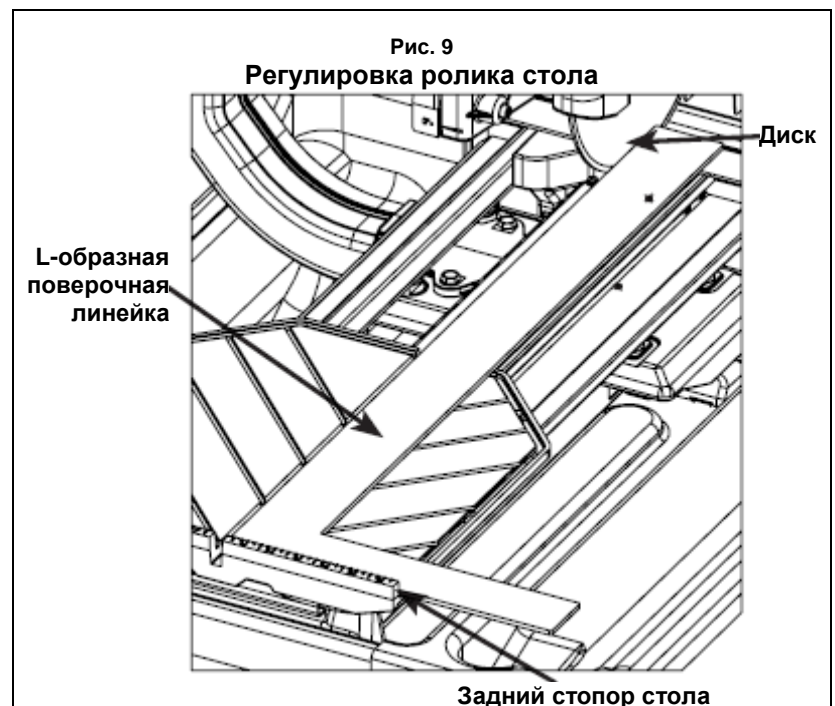 Рис. 9
Регулировка ролика стола
Диск
L-образная
поверочная
линейка
Задний стопор стола